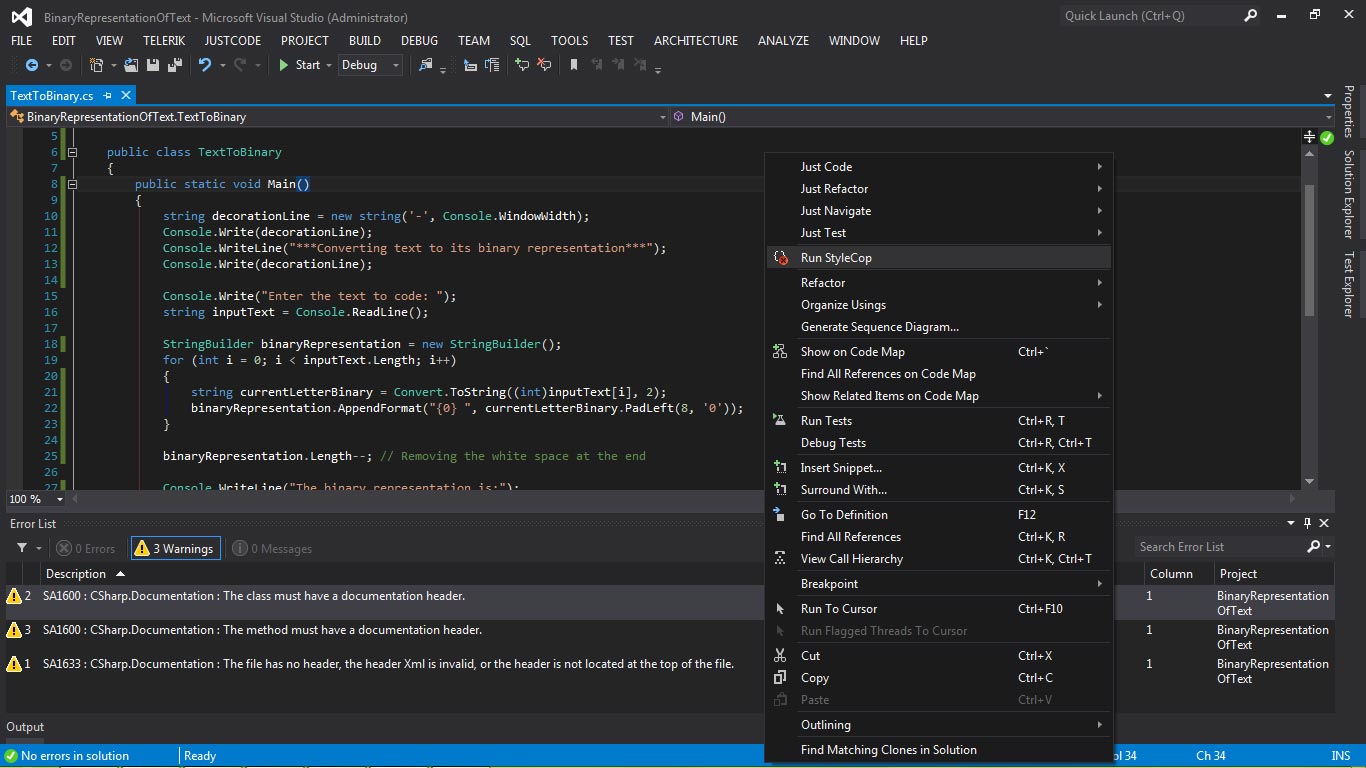 BinaryRepresentationOfText - Microsoft Visual Studio (Administrator)
Quick Launch (Ctrl+Q)
FILE EDIT VIEW TELERIK JUSTCODE PROJECT BUILD DEBUG TEAM SQL TOOLS TEST ARCHITECTURE ANALYZE WINDOW HELP
Start Debug
TextToBinary.cs
BinaryRepresentationOfText.TextToBinary Main()
5
6 public class TextToBinary
7 {
8 public static void Main()
9 {
10 string decorationLine = new string('-', Console.WindowWidth);
11 Console.Write(decorationLine);
12 Console.WriteLine("***Converting text to its binary representation***");
13 Console.Write(decorationLine);
14
15 Console.Write("Enter the text to code: ");
16 string inputText = Console.ReadLine();
17
18 StringBuilder binaryRepresentation = new StringBuilder();
19 for (int i = 0; i < inputText.Length; i++)
20 {
21 string currentLetterBinary = Convert.ToString((int)inputText[i], 2);
22 binaryRepresentation.AppendFormat("{0} ", currentLetterBinary.PadLeft(8, '0'));
23 }
24
25 binaryRepresentation.Length--; // Removing the white space at the end
26
27 Console.WriteLine("The binary representation is:");
100 %
Just Code
Just Refactor
Just Navigate
Just Test
Run StyleCop
Refactor
Organize Usings
Generate Sequence Diagram...
Show on Code Map Ctrl+`
Find All References on Code Map
Show Related Items on Code Map
Run Tests Ctrl+R, T
Debug Tests Ctrl+R, Ctrl+T
Insert Snippet... Ctrl+K, X
Surround With... Ctrl+K, S
Go To Definition F12
Find All References Ctrl+K, R
View Call Hierarchy Ctrl+K, Ctrl+T
Breakpoint
Run To Cursor Ctrl+F10
Run Flagged Threads To Cursor
Cut Ctrl+X
Copy Ctrl+C
Paste Ctrl+V
Outlining
Find Matching Clones in Solution
Properties
Solution Explorer
Test Explorer
Error List
0 Errors 3 Warnings 0 Messages
Search Error List
Description Column Project
2 SA1600 : CSharp.Documentation : The class must have a documentation header. 1 BinaryRepresentation
OfText
3 SA1600 : CSharp.Documentation : The method must have a documentation header. 1 BinaryRepresentation
OfText
1 SA1633 : CSharp.Documentation : The file has no header, the header Xml is invalid, or the header is not located at the top of the file. 1 BinaryRepresentation
OfText
Output
No errors in solution Ready ol 34 Ch 34 INS